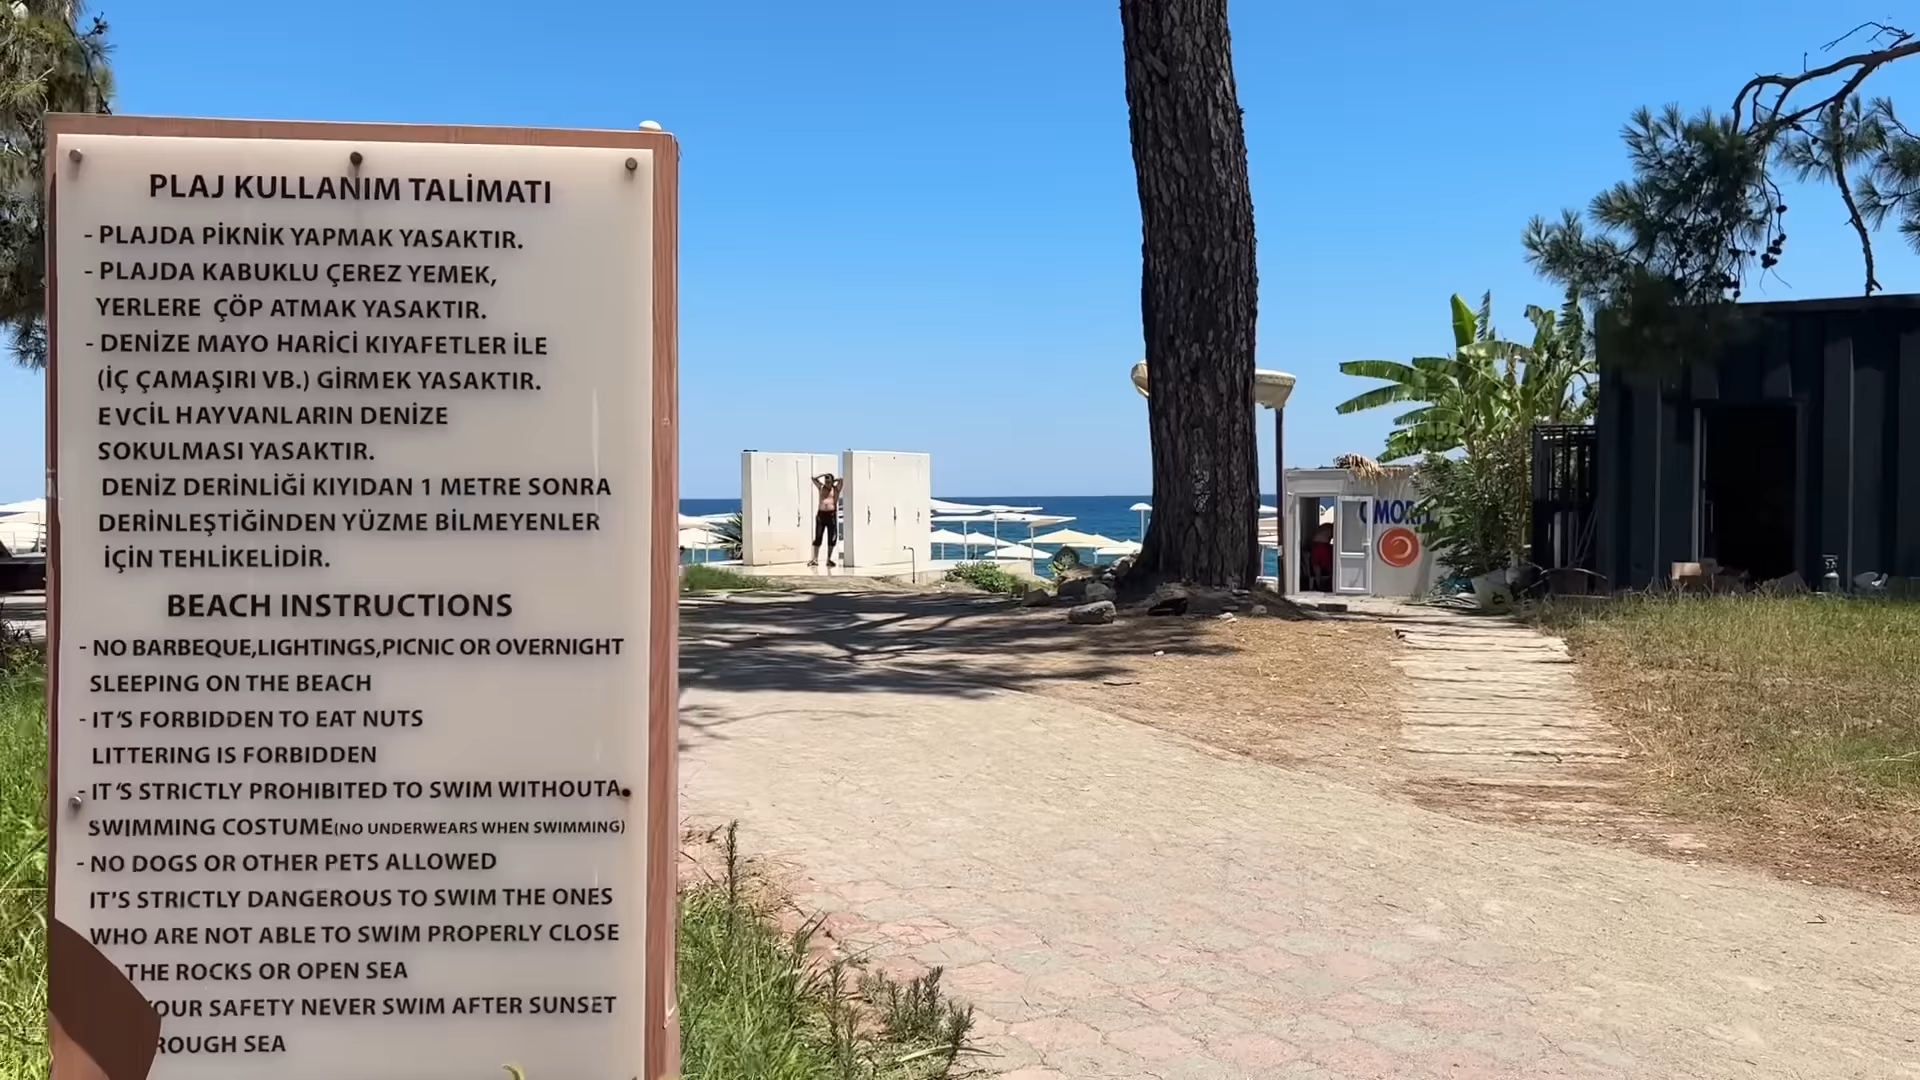 PLAJ KULLANIM TALİMATI
- PLAJDA PİKNİK YAPMAK YASAKTIR.
- PLAJDA KABUKLU ÇEREZ YEMEK,
YERLERE ÇÖP ATMAK YASAKTIR.
- DENİZE MAYO HARİCİ KIYAFETLER İLE
(İÇ ÇAMAŞIRI VB.) GİRMEK YASAKTIR.
EVCİL HAYVANLARIN DENİZE
SOKULMASI YASAKTIR.
DENİZ DERİNLİĞİ KIYIDAN 1 METRE SONRA
DERİNLEŞTİĞİNDEN YÜZME BİLMEYENLER
İÇİN TEHLİKELİDİR.
BEACH INSTRUCTIONS
- NO BARBEQUE,LIGHTINGS,PICNIC OR OVERNIGHT
SLEEPING ON THE BEACH
- IT'S FORBIDDEN TO EAT NUTS
LITTERING IS FORBIDDEN
- IT'S STRICTLY PROHIBITED TO SWIM WITHOUTA
SWIMMING COSTUME(NO UNDERWEARS WHEN SWIMMING)
- NO DOGS OR OTHER PETS ALLOWED
IT'S STRICTLY DANGEROUS TO SWIM THE ONES
WHO ARE NOT ABLE TO SWIM PROPERLY CLOSE
THE ROCKS OR OPEN SEA
OUR SAFETY NEVER SWIM AFTER SUNSET
ROUGH SEA